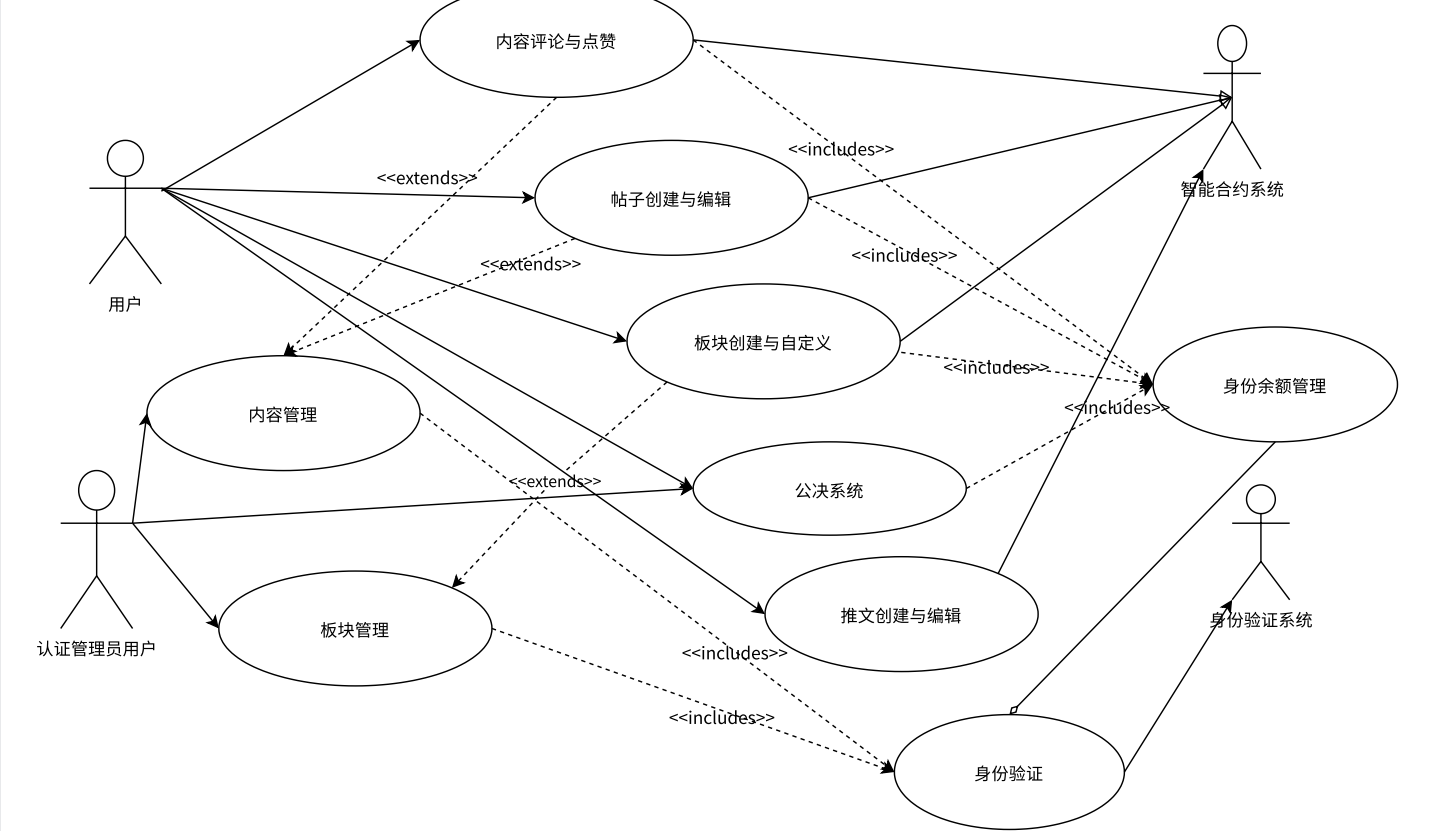 内容评论与点赞
<<includes>>
<<extends>>
帖子创建与编辑
智能合约系统
<<includes>>
<<extends>>
用户
板块创建与自定义
<<includes>>
身份余额管理
<<includes>>
内容管理
<<extends>>
公决系统
推文创建与编辑
身份验证系统
板块管理
认证管理员用户
<<includes>>
<<includes>>
身份验证